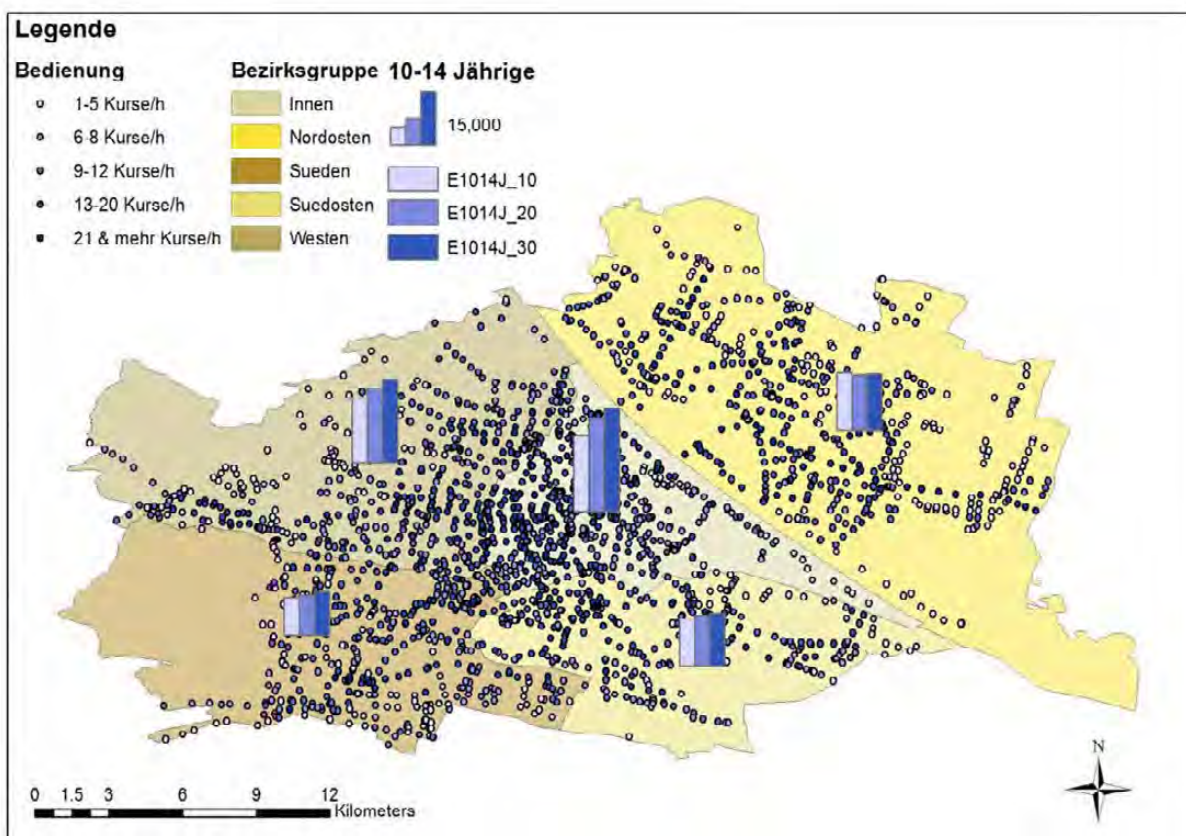 Legende
Bedienung
1-5 Kurse/h
6-8 Kurse/h
9-12 Kurse/h
13-20 Kurse/h
21 & mehr Kurse/h
Bezirksgruppe
Innen
Nordosten
Sueden
Suedosten
Westen
10-14 Jährige
15,000
E1014J_10
E1014J_20
E1014J_30
N
0 1.5 3 6 9 12
Kilometers